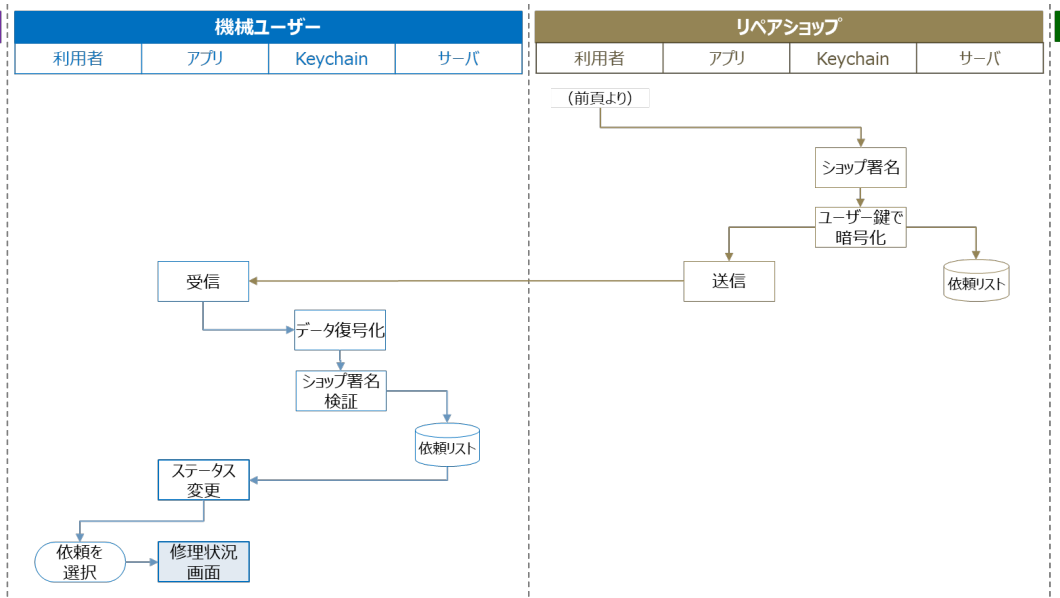 機械ユーザー
リペアショップ
利用者
アプリ
Keychain
サーバ
利用者
アプリ
Keychain
サーバ
（前頁より）
ショップ署名
ユーザー鍵で
暗号化
受信
送信
依頼リスト
データ復号化
ショップ署名
検証
依頼リスト
ステータス
変更
依頼を
選択
修理状況
画面